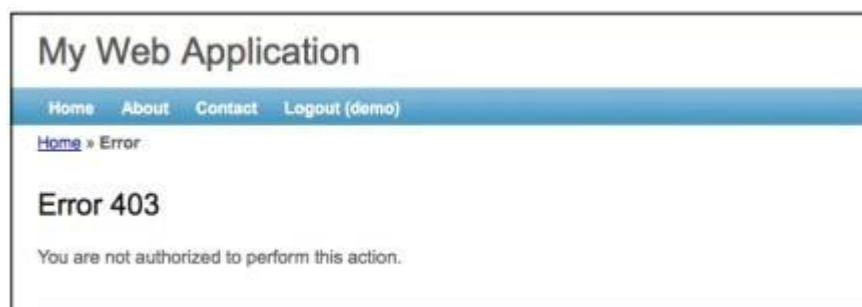 My Web Application
Home About Contact Logout (demo)
Home » Error
Error 403
You are not authorized to perform this action.